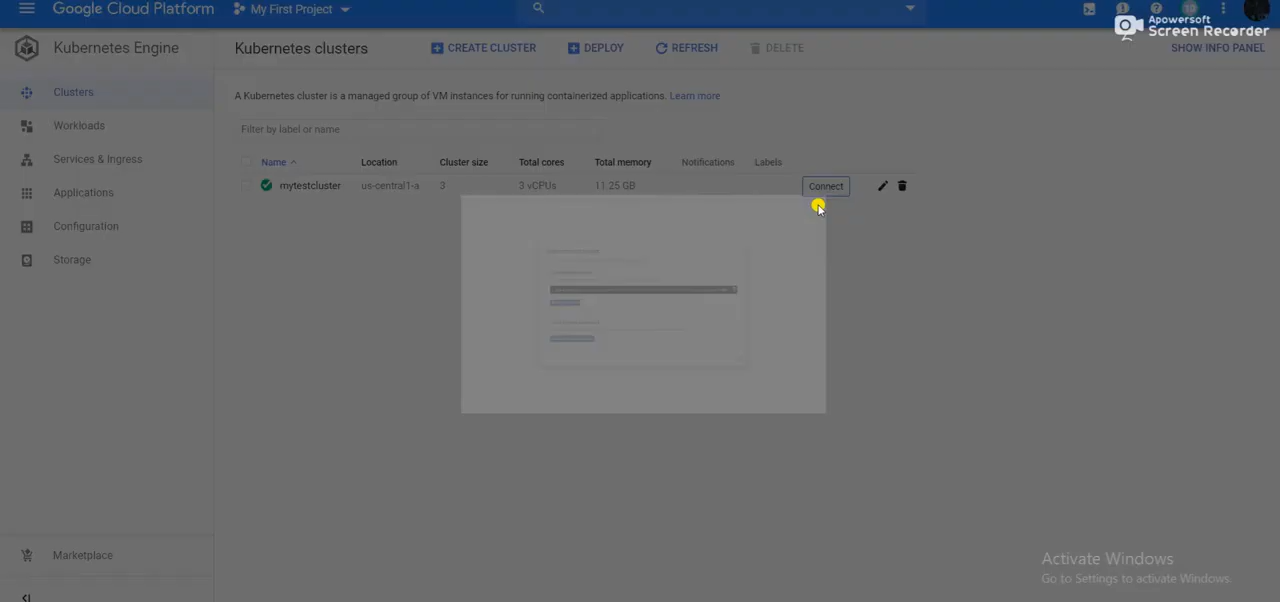 Google Cloud Platform
My First Project
Apowersoft
Screen Recorder
Kubernetes Engine
Kubernetes clusters
CREATE CLUSTER
DEPLOY
REFRESH
DELETE
SHOW INFO PANEL
Clusters
Workloads
Services & Ingress
Applications
Configuration
Storage
A Kubernetes cluster is a managed group of VM instances for running containerized applications. Learn more
Filter by label or name
Name Location Cluster size Total cores Total memory Notifications Labels
mytestcluster us-central1-a 3 3 vCPUs 11.25 GB Connect
Marketplace
Activate Windows
Go to Settings to activate Windows.